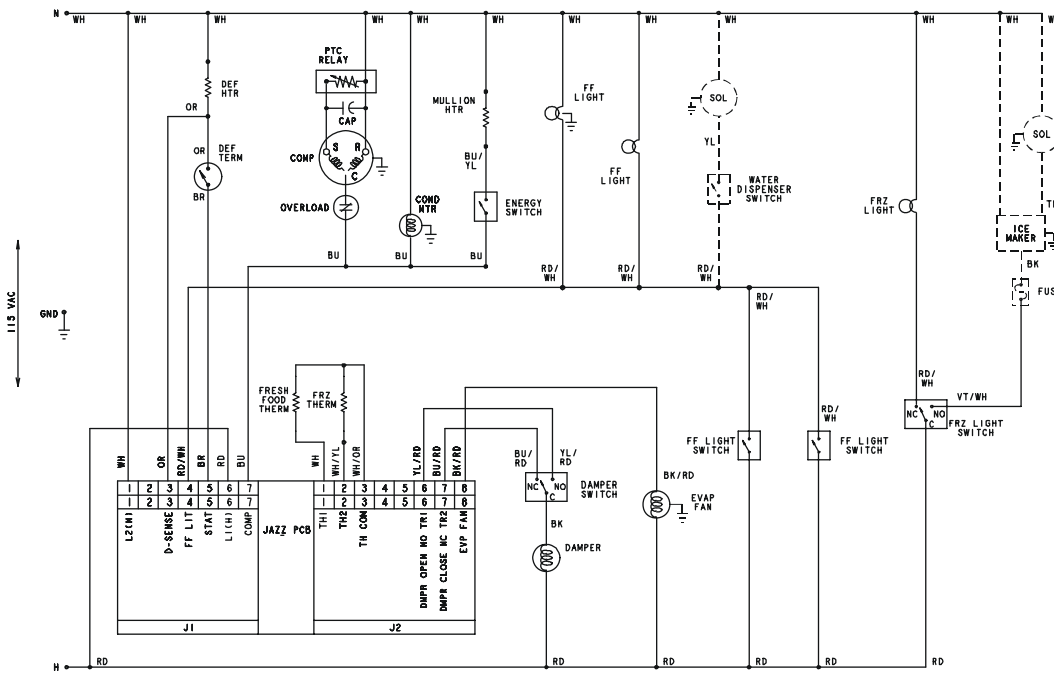 N
WH WH WH WH WH WH WH WH WH
PTC
RELAY
DEF
HTR
OR
CAP
MULLION
HTR
FF
LIGHT
SOL
SOL
OR
DEF
TERM
S R
COMP
C
BU/
YL
FF
LIGHT
YL
WATER
DISPENSER
SWITCH
BR
OVERLOAD
COND
MTR
ENERGY
SWITCH
FRZ
LIGHT
ICE
MAKER
BU BU BU
BK
RD/
WH
RD/
WH
RD/
WH
RD/
WH
115 VAC
GND
RD/
WH
VT/WH
NC NO
C
FRZ LIGHT
SWITCH
FRESH
FOOD
THERM
FRZ
THERM
RD/
WH
FF LIGHT
SWITCH
FF LIGHT
SWITCH
WH OR RD/WH BR RD BU
WH WH/YL WH/OR YL/RD BU/RD BK/RD
BU/
RD
YL/
RD
NC NO
C
DAMPER
SWITCH
BK/RD
EVAP
FAN
BK
DAMPER
1 2 3 4 5 6 7
1 2 3 4 5 6 7
L2(N) D-SENSE FF LIT STAT L1(H) COMP
JAZZ PCB
1 2 3 4 5 6 7 8
1 2 3 4 5 6 7 8
TH1 TH2 TH COM DMPR OPEN NO TR1 DMPR CLOSE NC TR2 EVP FAN
J1
J2
H
RD RD RD RD RD RD